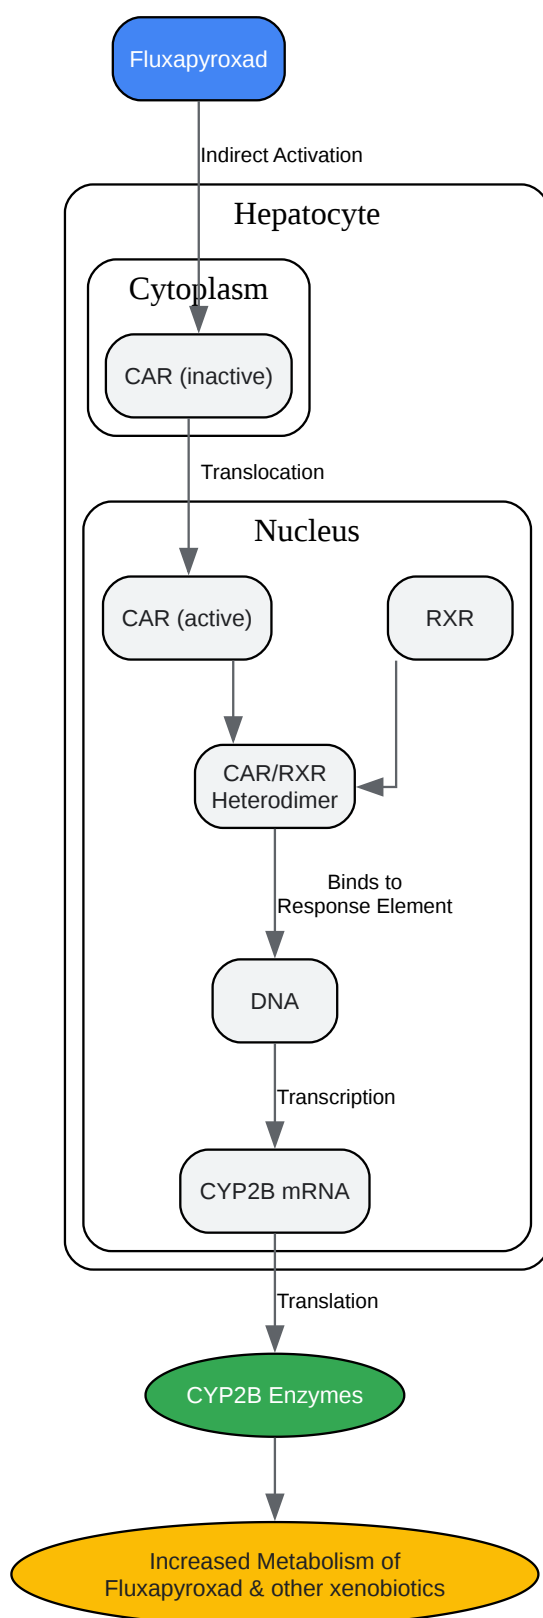 Fluxapyroxad
Indirect Activation
Hepatocyte
Cytoplasm
CAR (inactive)
Translocation
Nucleus
CAR (active)
RXR
CAR/RXR
Heterodimer
Binds to
Response Element
DNA
Transcription
CYP2B mRNA
Translation
CYP2B Enzymes
Increased Metabolism of
Fluxapyroxad & other xenobiotics